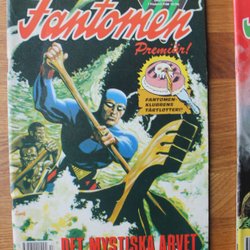 Fantomen
Premiär!
FANTOMEN-
KLUBBENS
TÄVLOTTERI!
DET MYSTISKA ARVET